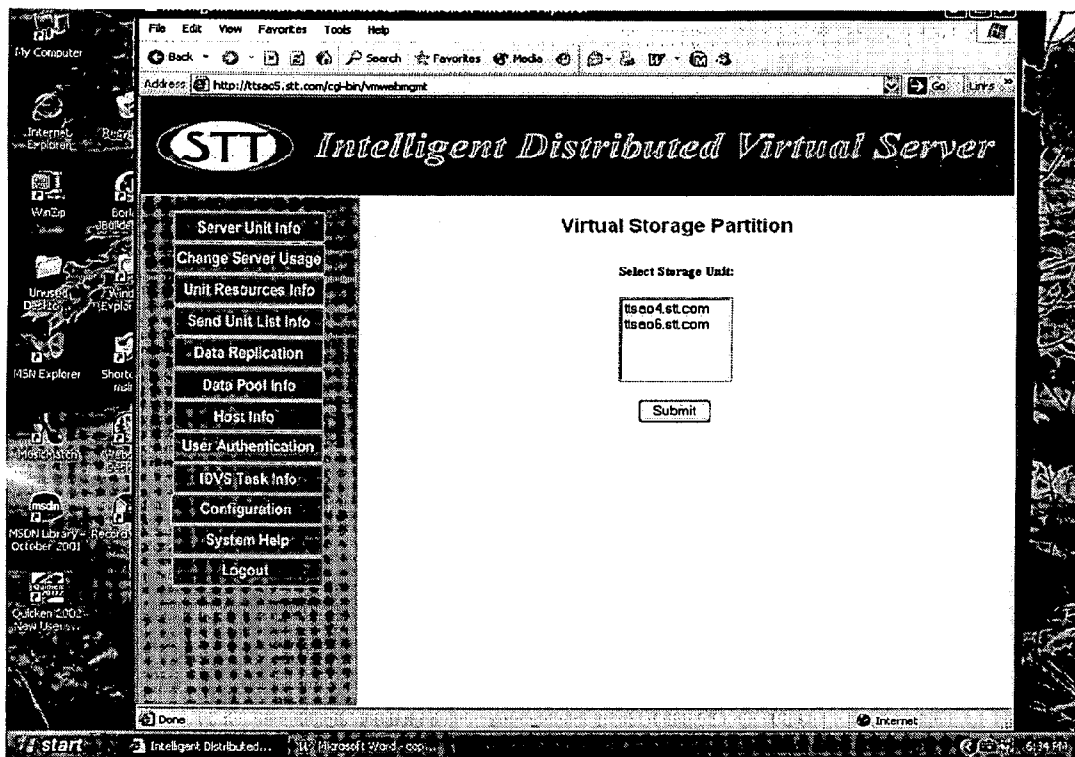 My Computer
Internet
Explorer
WinZip
Unused
MSN Explorer
MSDN Library -
October 2001
Quicken 2002
New User
File Edit View Favorites Tools Help
Back Search Favorites Media
Address http://ttsao5.stt.com/cgi-bin/vmwebmgmt Go Links
STT Intelligent Distributed Virtual Server
Server Unit Info
Change Server Usage
Unit Resources Info
Send Unit List Info
Data Replication
Data Pool Info
Host Info
User Authentication
IDVS Task Info
Configuration
System Help
Logout
Virtual Storage Partition
Select Storage Unit:
ttsao4.stt.com
ttsao6.stt.com
Submit
Done Internet
start Intelligent Distributed... Microsoft Word - 6:34 PM